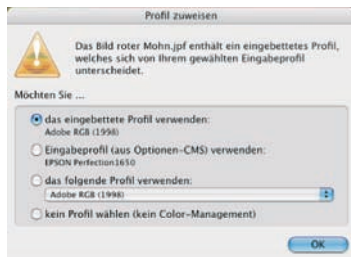 Profil zuweisen
Das Bild roter Mohn.jpf enthält ein eingebettetes Profil,
welches sich von Ihrem gewählten Eingabeprofil
unterscheidet.
Möchten Sie ...
das eingebettete Profil verwenden:
Adobe RGB (1998)
Eingabeprofil (aus Optionen-CMS) verwenden:
EPSON Perfection1650
das folgende Profil verwenden:
Adobe RGB (1998)
kein Profil wählen (kein Color-Management)
OK